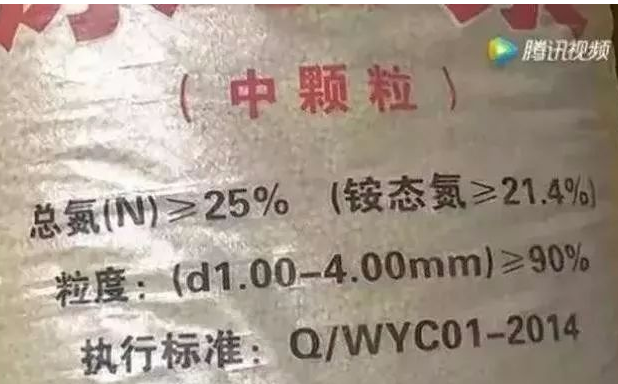 腾讯视频
(中颗粒)
总氮(N)≥25% (铵态氮≥21.4%)
粒度：(d1.00-4.00mm)≥90%
执行标准：Q/WYC01-2014